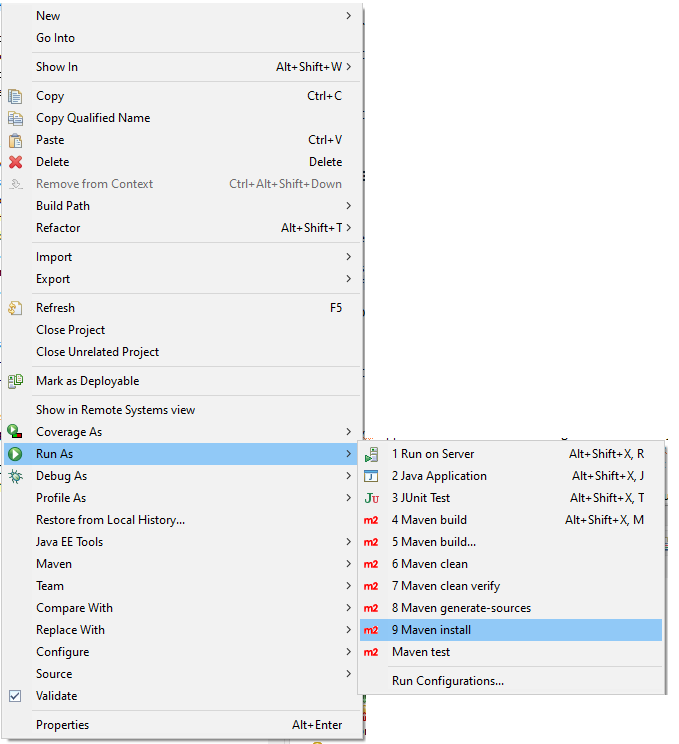 New
Go Into
Show In Alt+Shift+W
Copy Ctrl+C
Copy Qualified Name
Paste Ctrl+V
Delete Delete
Remove from Context Ctrl+Alt+Shift+Down
Build Path
Refactor Alt+Shift+T
Import
Export
Refresh F5
Close Project
Close Unrelated Project
Mark as Deployable
Show in Remote Systems view
Coverage As
Run As
Debug As
Profile As
Restore from Local History...
Java EE Tools
Maven
Team
Compare With
Replace With
Configure
Source
Validate
Properties Alt+Enter
1 Run on Server Alt+Shift+X, R
2 Java Application Alt+Shift+X, J
Ju 3 JUnit Test Alt+Shift+X, T
m2 4 Maven build Alt+Shift+X, M
m2 5 Maven build...
m2 6 Maven clean
m2 7 Maven clean verify
m2 8 Maven generate-sources
m2 9 Maven install
m2 Maven test
Run Configurations...